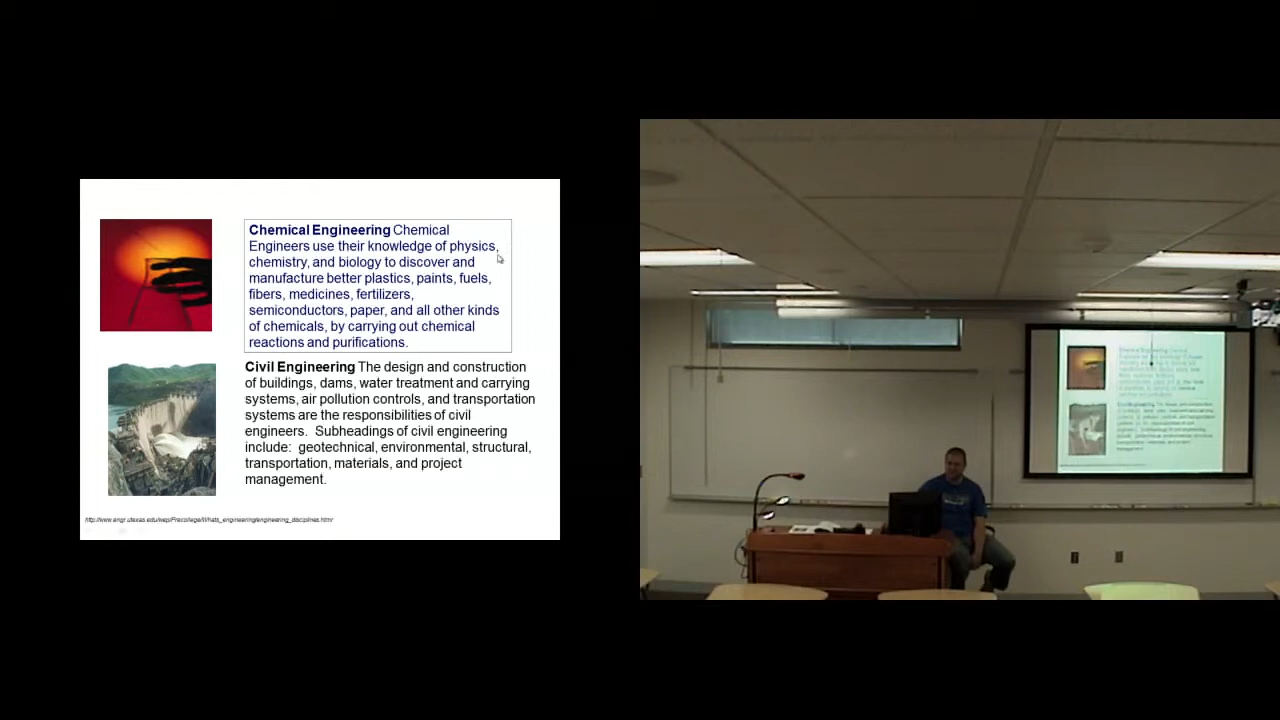 Chemical Engineering Chemical
Engineers use their knowledge of physics,
chemistry, and biology to discover and
manufacture better plastics, paints, fuels,
fibers, medicines, fertilizers,
semiconductors, paper, and all other kinds
of chemicals, by carrying out chemical
reactions and purifications.
Civil Engineering The design and construction
of buildings, dams, water treatment and carrying
systems, air pollution controls, and transportation
systems are the responsibilities of civil
engineers. Subheadings of civil engineering
include: geotechnical, environmental, structural,
transportation, materials, and project
management.